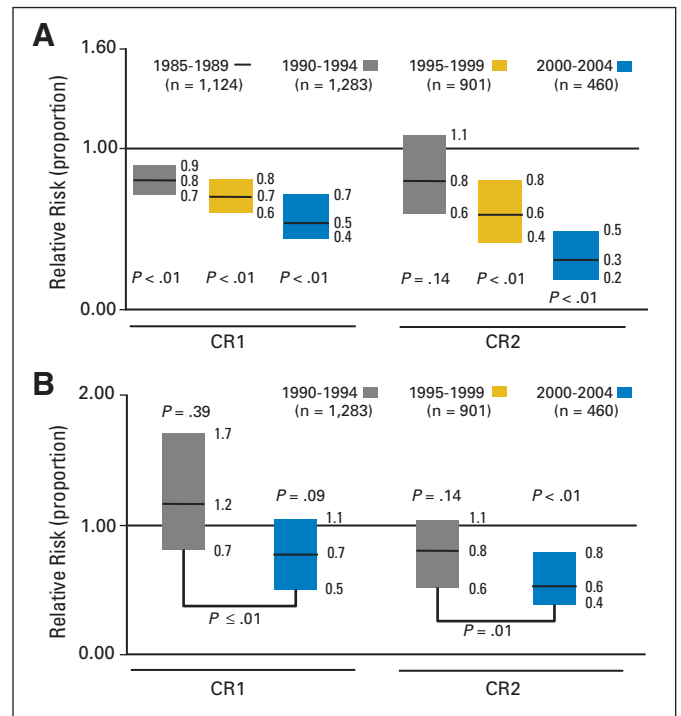 A
1.60
1985-1989 1990-1994 1995-1999 2000-2004
(n = 1,124) (n = 1,283) (n = 901) (n = 460)
Relative Risk (proportion)
1.00
0.00
0.9
0.8
0.7
0.8
0.7
0.6
0.7
0.5
0.4
1.1
0.8
0.6
0.8
0.6
0.4
0.5
0.3
0.2
P < .01 P < .01 P < .01 P = .14 P < .01
P < .01
CR1 CR2
B
2.00
1990-1994 1995-1999 2000-2004
(n = 1,283) (n = 901) (n = 460)
Relative Risk (proportion)
1.00
0.00
P = .39
1.7
1.2
0.7
P = .09
1.1
0.7
0.5
P ≤ .01
P = .14
1.1
0.8
0.6
P < .01
0.8
0.6
0.4
P = .01
CR1 CR2